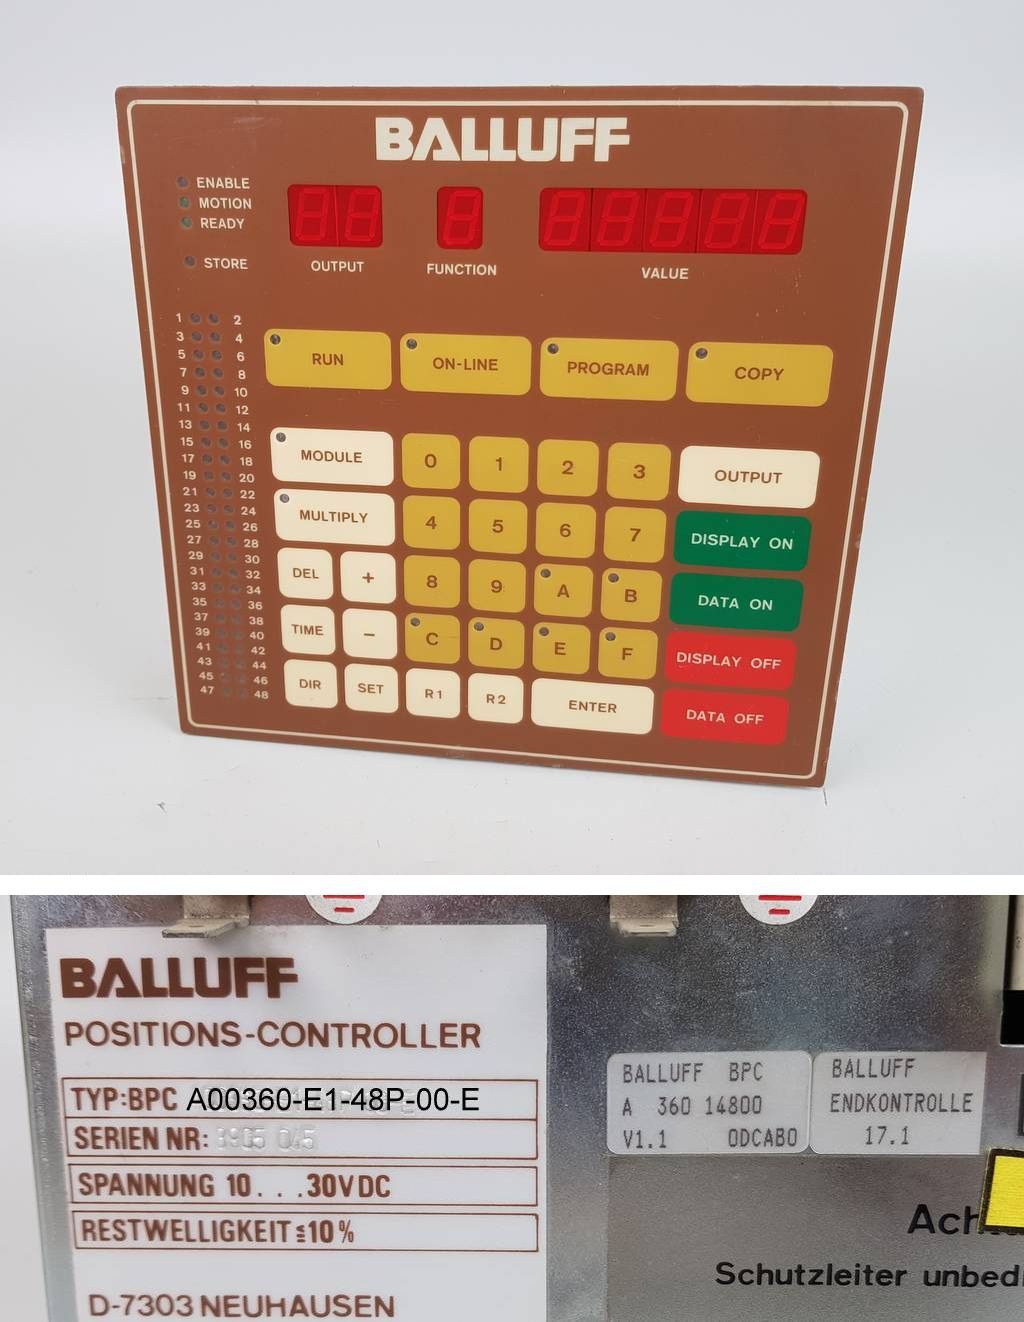 BALLUFF
ENABLE
MOTION
READY
STORE
OUTPUT FUNCTION VALUE
1 2
3 4
5 6
7 8
9 10
11 12
13 14
15 16
17 18
19 20
21 22
23 24
25 26
27 28
29 30
31 32
33 34
35 36
37 38
39 40
41 42
43 44
45 46
47 48
RUN ON-LINE PROGRAM COPY
MODULE 0 1 2 3 OUTPUT
MULTIPLY 4 5 6 7 DISPLAY ON
DEL + 8 9 A B DATA ON
TIME - C D E F DISPLAY OFF
DIR SET R1 R2 ENTER DATA OFF
BALLUFF
POSITIONS-CONTROLLER
TYP:BPC A00360-E1-48P-00-E
SERIEN NR: 8905 045
SPANNUNG 10...30VDC
RESTWELLIGKEIT≦10%
D-7303 NEUHAUSEN
BALLUFF BPC
A 360 14800
V1.1 0DCAB0
BALLUFF
ENDKONTROLLE
17.1
Schutzleiter